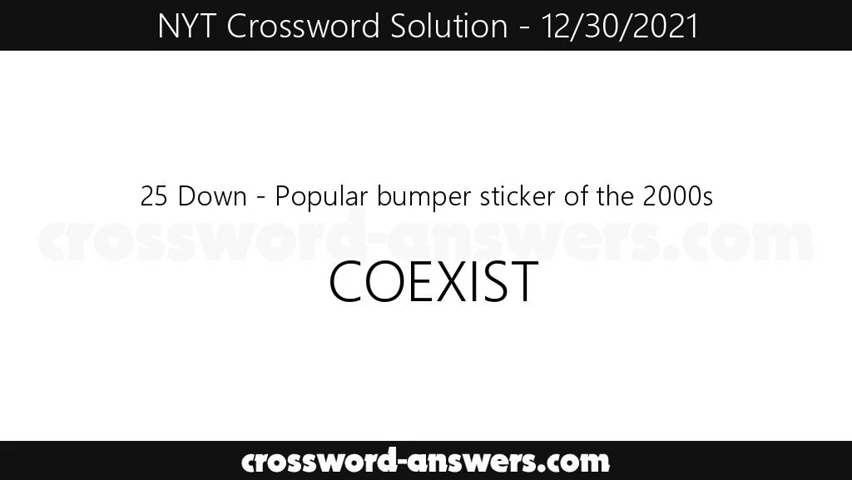 NYT Crossword Solution - 12/30/2021
25 Down - Popular bumper sticker of the 2000s
crossword-answers.com
COEXIST
crossword-answers.com